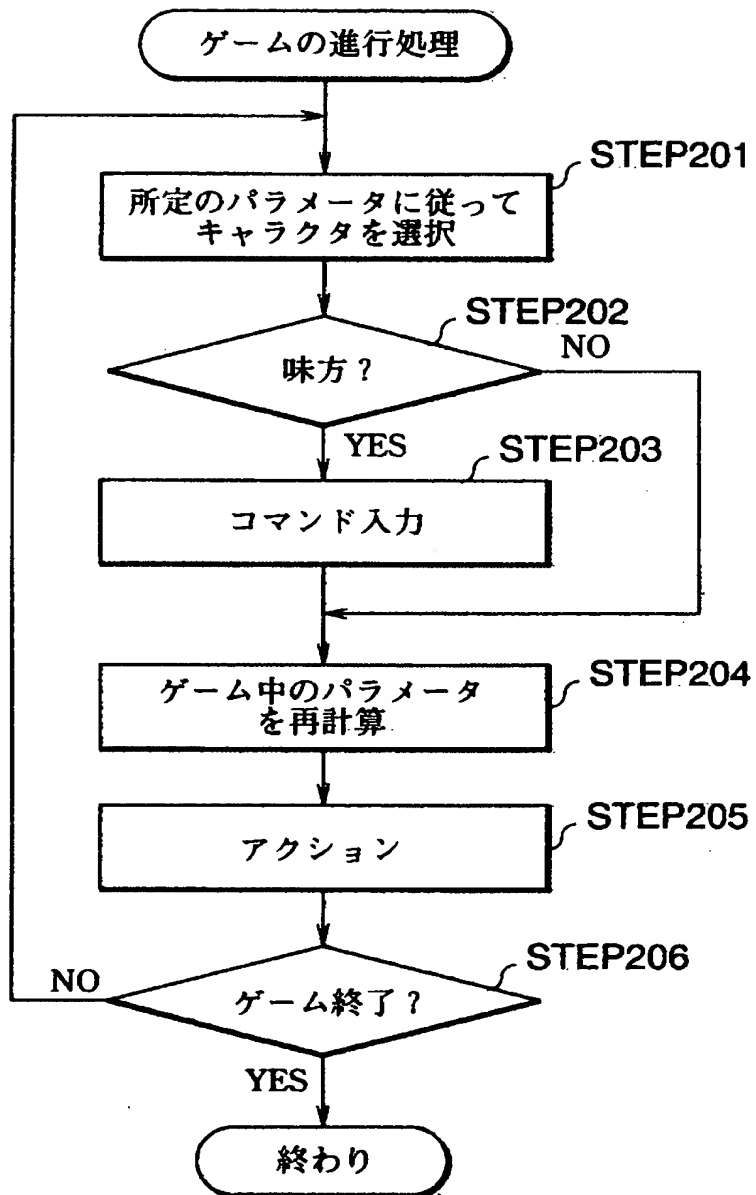 ゲームの進行処理
STEP201
所定のパラメータに従って
キャラクタを選択
STEP202
味方?
NO
YES
STEP203
コマンド入力
STEP204
ゲーム中のパラメータ
を再計算
STEP205
アクション
STEP206
NO
ゲーム終了?
YES
終わり